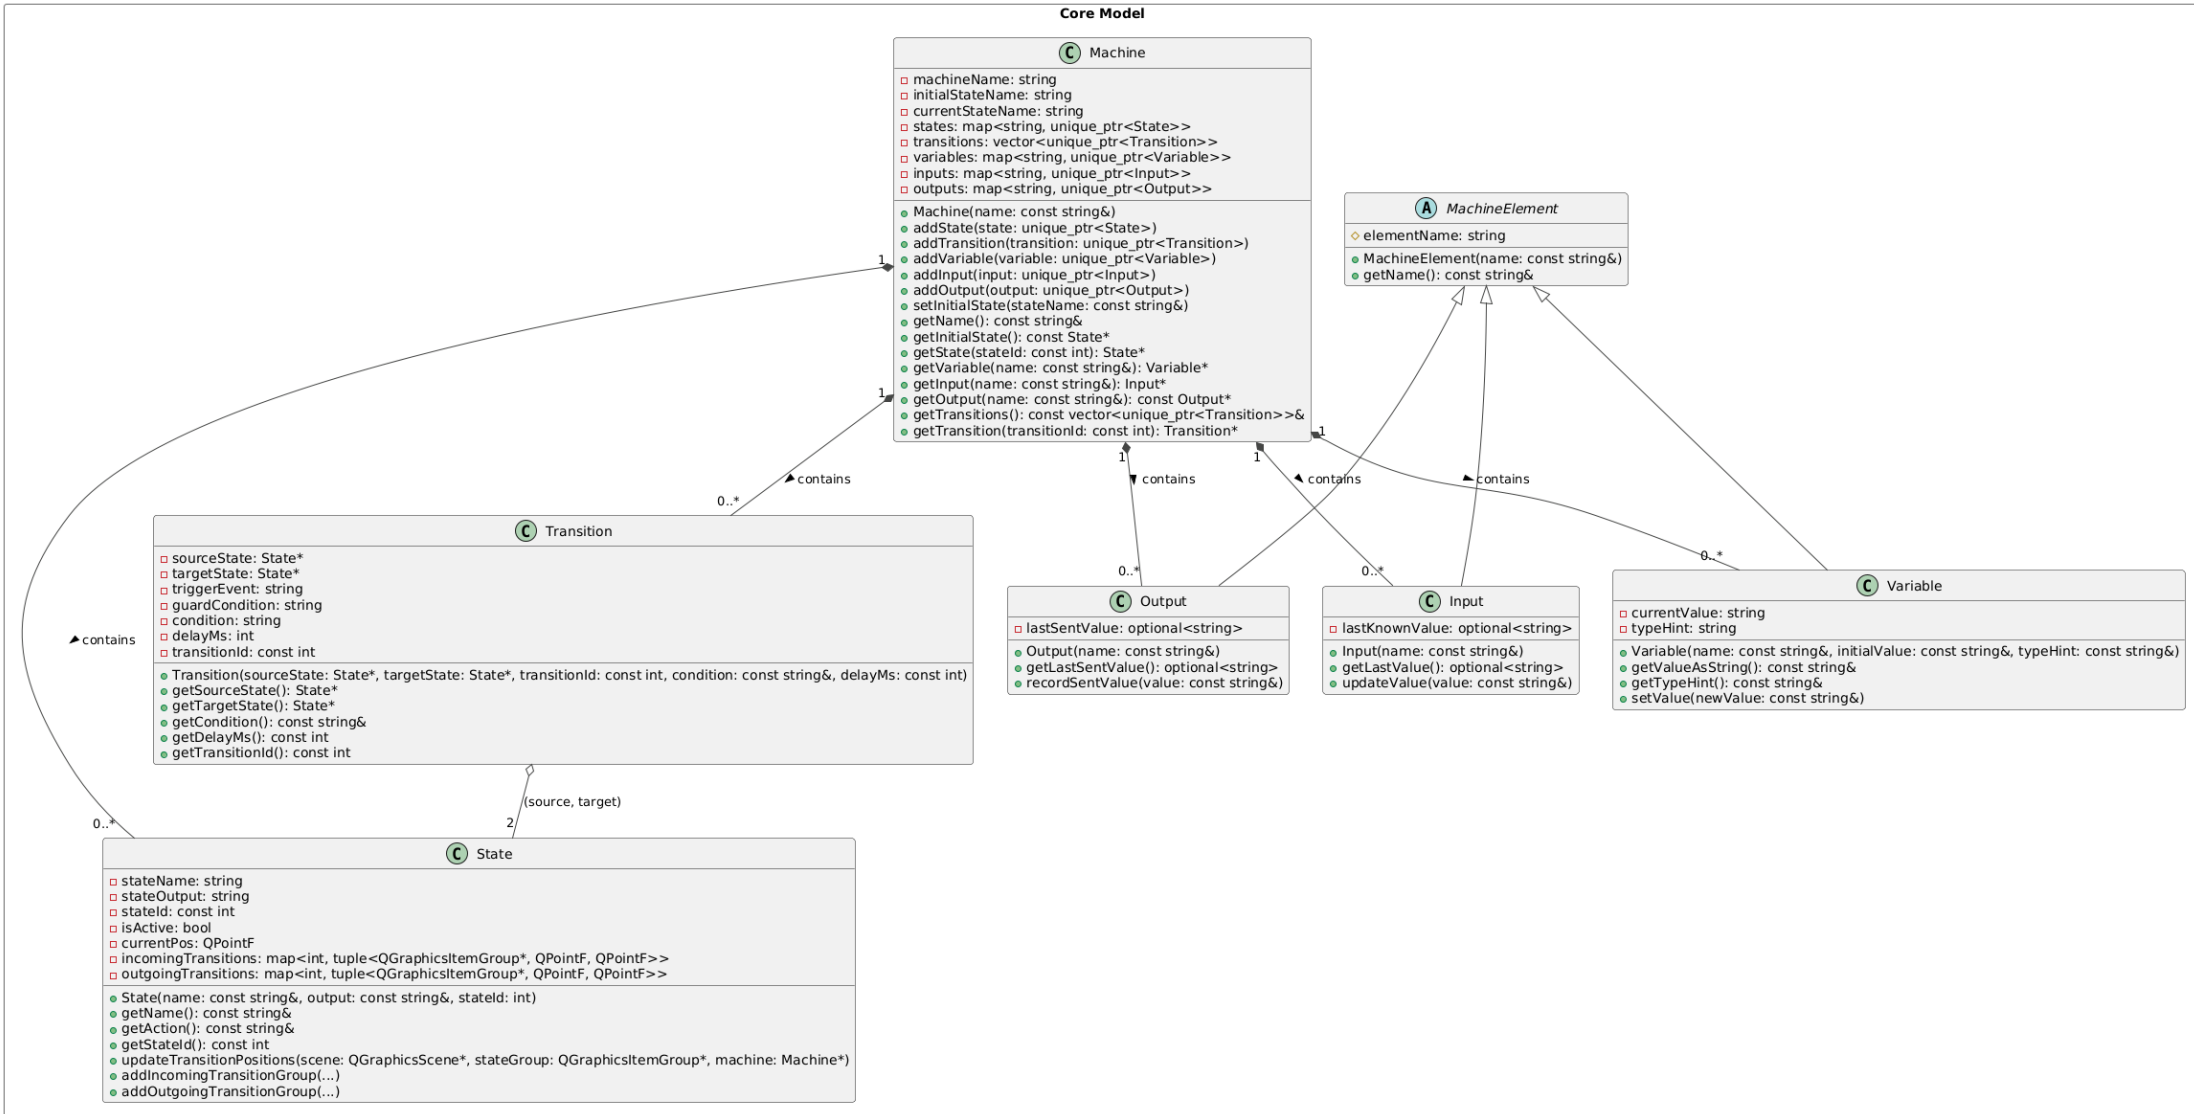 Core Model
C Machine
machineName: string
initialStateName: string
currentStateName: string
states: map<string, unique_ptr<State>>
transitions: vector<unique_ptr<Transition>>
variables: map<string, unique_ptr<Variable>>
inputs: map<string, unique_ptr<Input>>
outputs: map<string, unique_ptr<Output>>
Machine(name: const string&)
addState(state: unique_ptr<State>)
addTransition(transition: unique_ptr<Transition>)
addVariable(variable: unique_ptr<Variable>)
addInput(input: unique_ptr<Input>)
addOutput(output: unique_ptr<Output>)
setInitialState(stateName: const string&)
getName(): const string&
getInitialState(): const State*
getState(stateId: const int): State*
getVariable(name: const string&): Variable*
getInput(name: const string&): Input*
getOutput(name: const string&): const Output*
getTransitions(): const vector<unique_ptr<Transition>>&
getTransition(transitionId: const int): Transition*
A MachineElement
elementName: string
MachineElement(name: const string&)
getName(): const string&
1
1
1
1
1
contains
contains
contains
contains
contains
0..*
0..*
0..*
0..*
0..*
C Transition
sourceState: State*
targetState: State*
triggerEvent: string
guardCondition: string
condition: string
delayMs: int
transitionId: const int
Transition(sourceState: State*, targetState: State*, transitionId: const int, condition: const string&, delayMs: const int)
getSourceState(): State*
getTargetState(): State*
getCondition(): const string&
getDelayMs(): const int
getTransitionId(): const int
C Output
lastSentValue: optional<string>
Output(name: const string&)
getLastSentValue(): optional<string>
recordSentValue(value: const string&)
C Input
lastKnownValue: optional<string>
Input(name: const string&)
getLastValue(): optional<string>
updateValue(value: const string&)
C Variable
currentValue: string
typeHint: string
Variable(name: const string&, initialValue: const string&, typeHint: const string&)
getValueAsString(): const string&
getTypeHint(): const string&
setValue(newValue: const string&)
(source, target)
2
C State
stateName: string
stateOutput: string
stateId: const int
isActive: bool
currentPos: QPointF
incomingTransitions: map<int, tuple<QGraphicsItemGroup*, QPointF, QPointF>>
outgoingTransitions: map<int, tuple<QGraphicsItemGroup*, QPointF, QPointF>>
State(name: const string&, output: const string&, stateId: int)
getName(): const string&
getAction(): const string&
getStateId(): const int
updateTransitionPositions(scene: QGraphicsScene*, stateGroup: QGraphicsItemGroup*, machine: Machine*)
addIncomingTransitionGroup(...)
addOutgoingTransitionGroup(...)